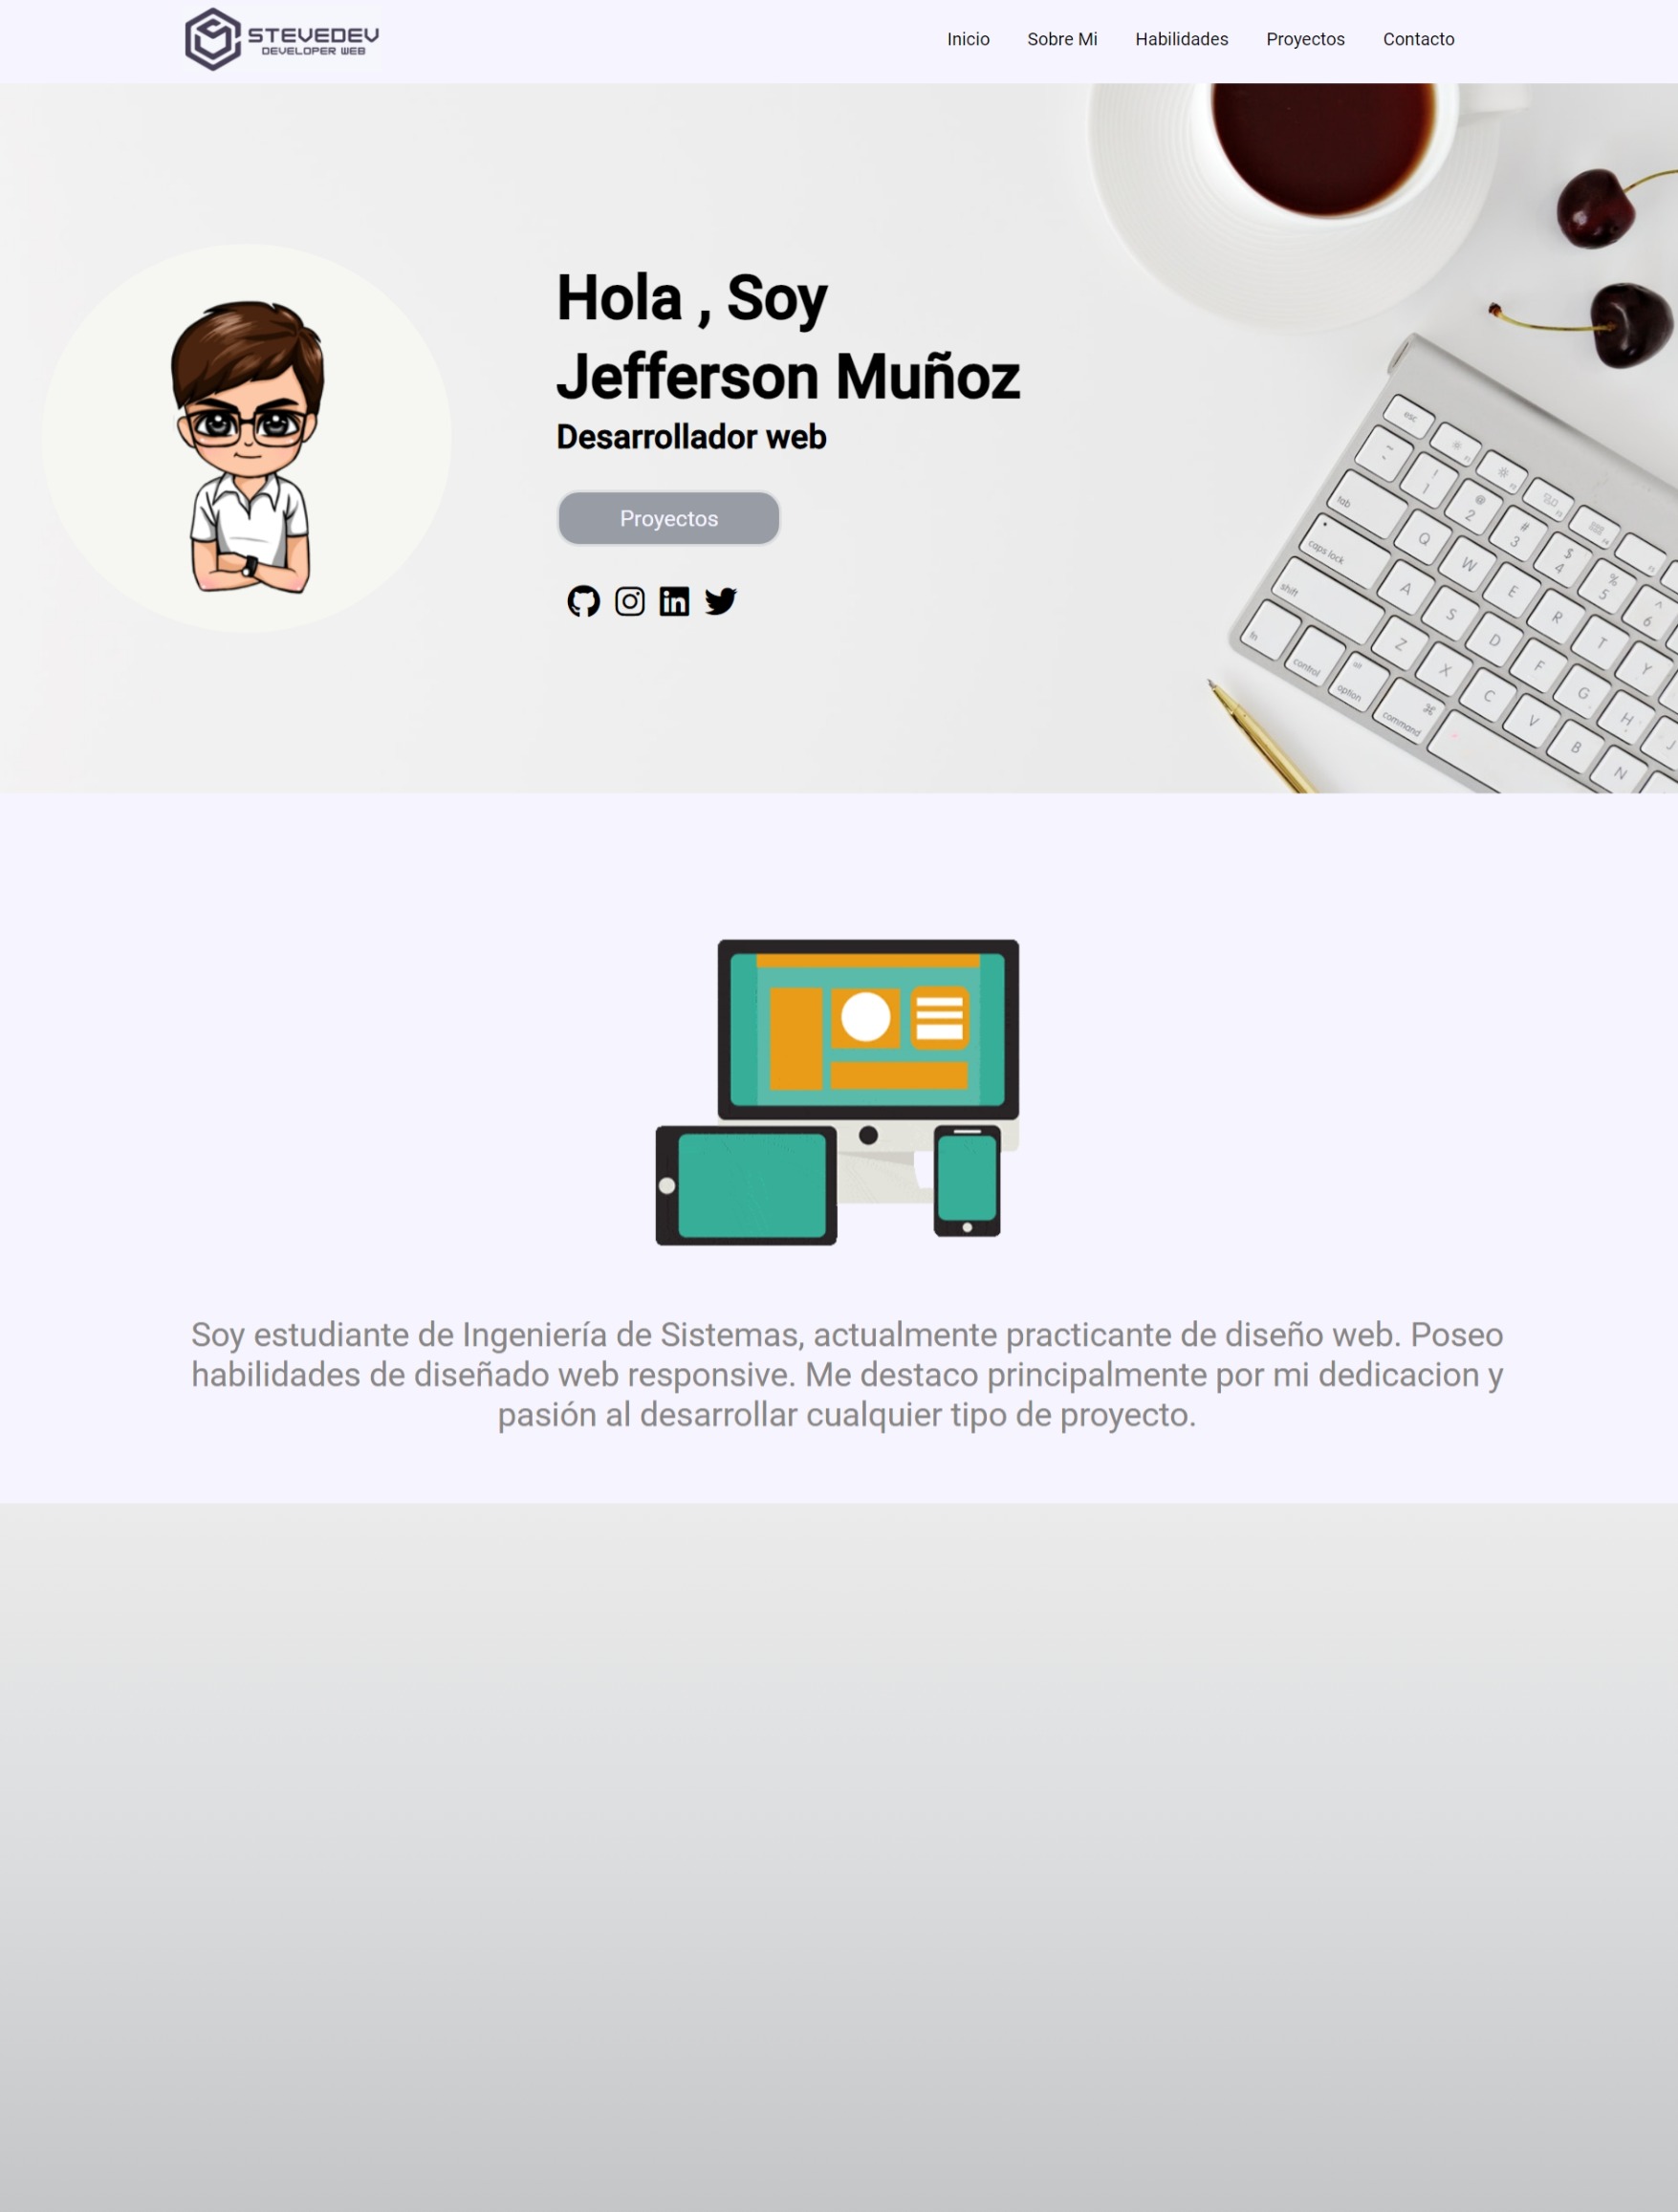 STEVEDEV
DEVELOPER WEB
Inicio Sobre Mi Habilidades Proyectos Contacto
Hola , Soy
Jefferson Muñoz
Desarrollador web
Proyectos
in
esc
~
! 1
@ 2
# 3
$ 4
% 5
^ 6
tab
Q W E R T Y
caps lock
A S D F G H J
shift
Z X C V B N
fn
control
alt option
⌘ command
Soy estudiante de Ingeniería de Sistemas, actualmente practicante de diseño web. Poseo
habilidades de diseñado web responsive. Me destaco principalmente por mi dedicacion y
pasión al desarrollar cualquier tipo de proyecto.